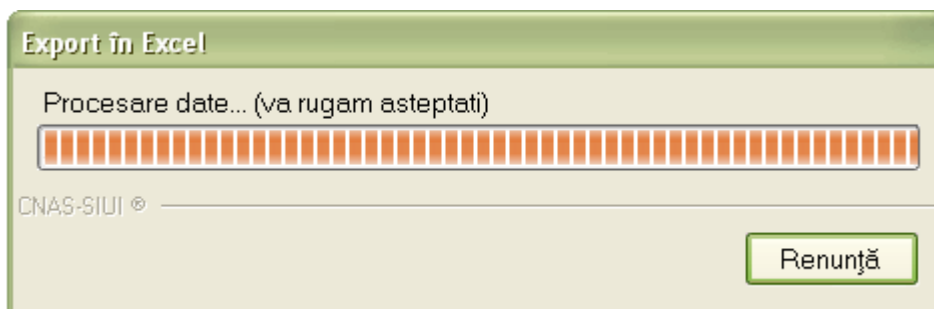 Export în Excel
Procesare date... (va rugam asteptati)
CNAS-SIUI ®
Renunţă